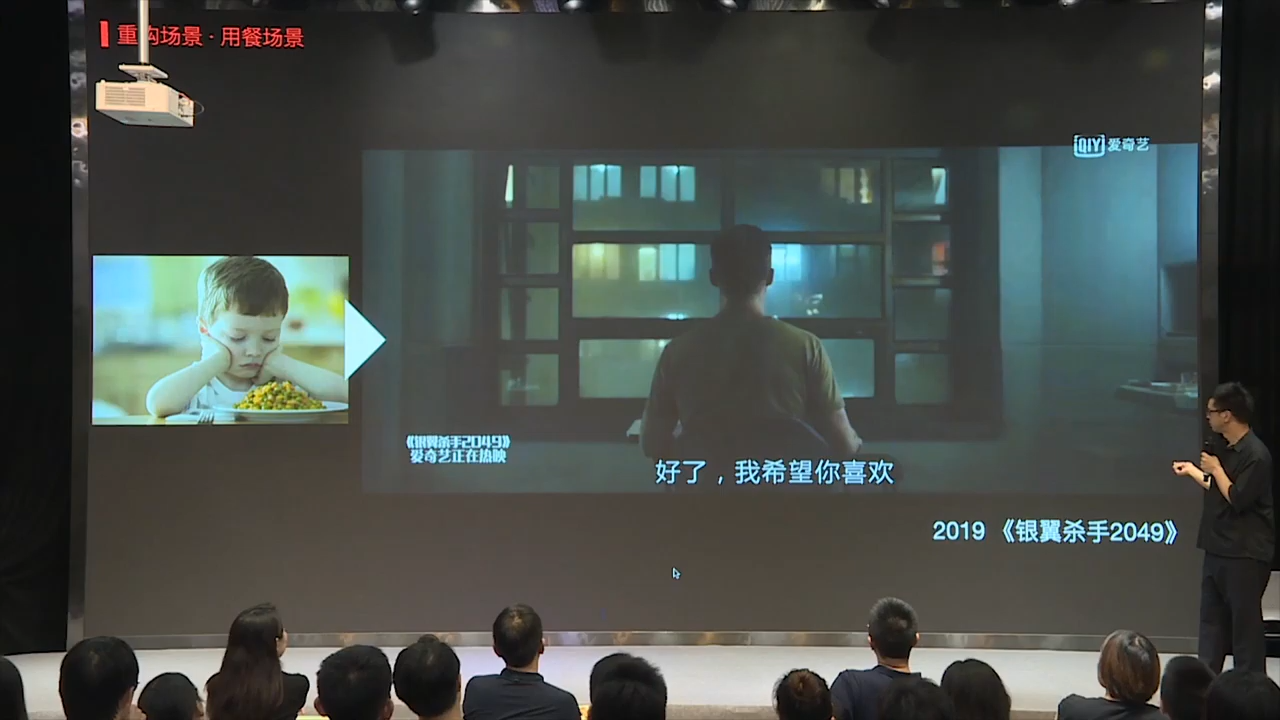 重构场景 · 用餐场景
QIY 爱奇艺
《银翼杀手2049》
爱奇艺正在热映
好了，我希望你喜欢
2019 《银翼杀手2049》